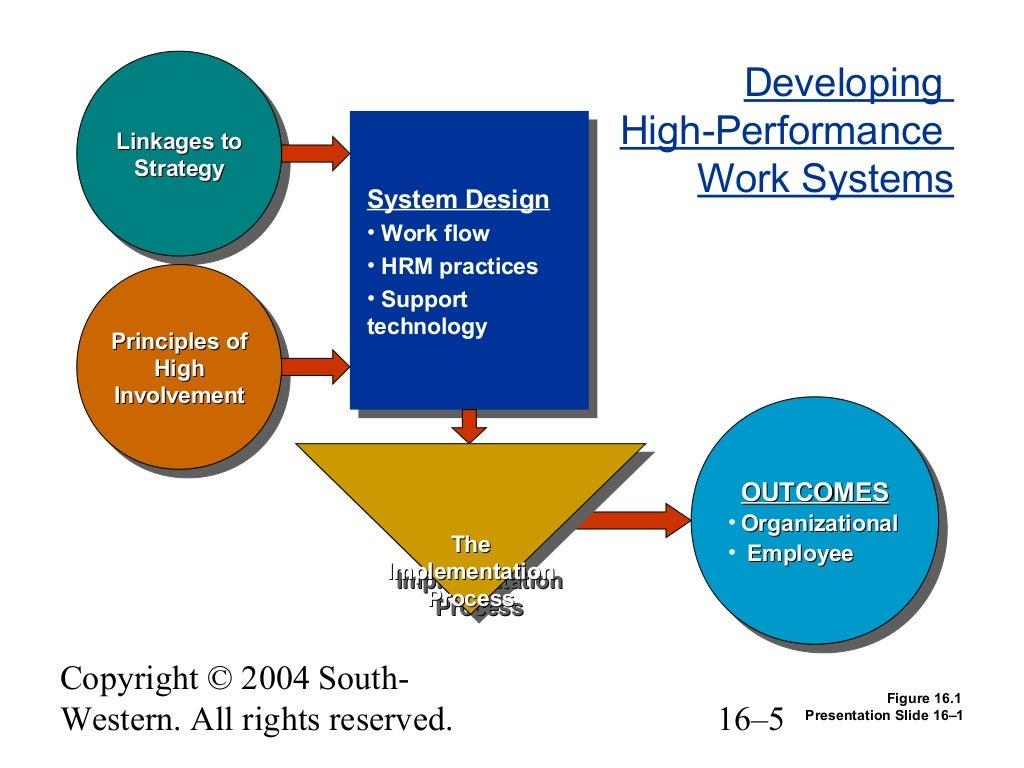 Developing
High-Performance
Work Systems
Linkages to
Strategy
Principles of
High
Involvement
System Design
• Work flow
• HRM practices
• Support
technology
The
Implementation
Process
OUTCOMES
• Organizational
• Employee
Copyright © 2004 South-
Western. All rights reserved.
16–5
Figure 16.1
Presentation Slide 16–1